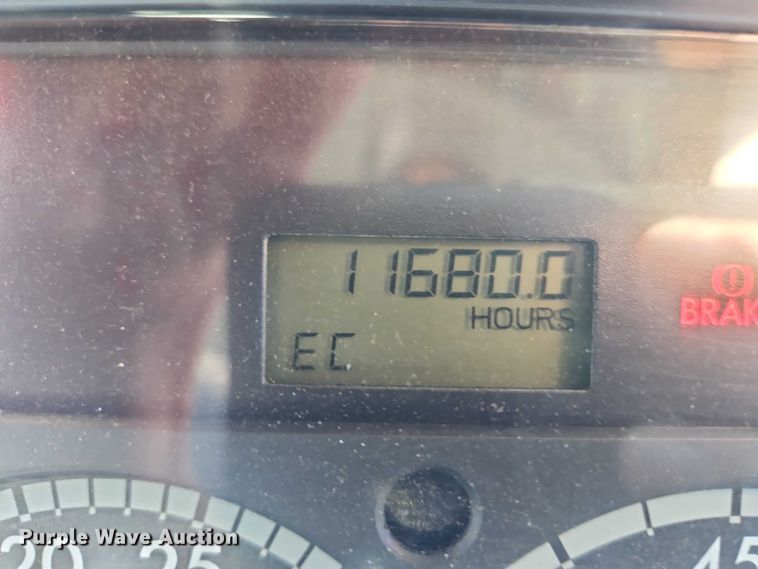 11680.0
HOURS
EC
BRAK
20 25 45
Purple Wave Auction